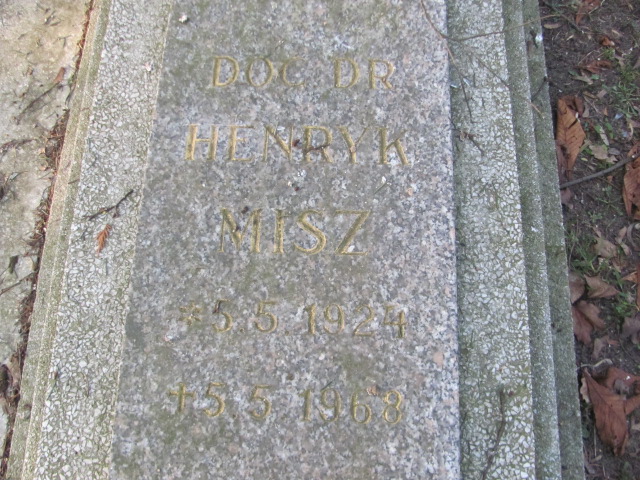 DOC DR
HENRYK
MISZ
* 5.5.1924
† 5.5.1968